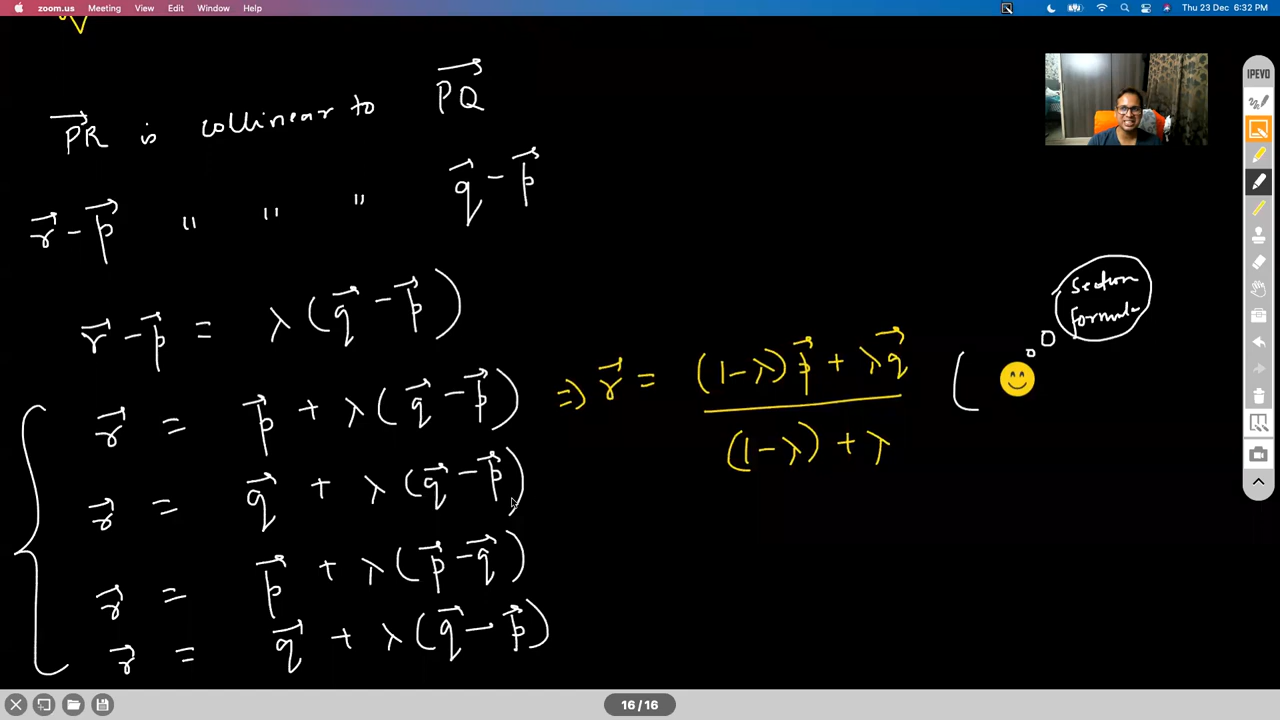 zoom.us Meeting View Edit Window Help Thu 23 Dec 6:32 PM
IPEVO
PR⃗ is collinear to PQ⃗
r⃗ - p⃗ " " " q⃗ - p⃗
r⃗ - p⃗ = λ(q⃗ - p⃗)
Section
formula
r⃗ = p⃗ + λ(q⃗ - p⃗) ⇒ r⃗ = ((1-λ)p⃗ + λq⃗) / ((1-λ) + λ) (
r⃗ = q⃗ + λ(q⃗ - p⃗)
r⃗ = p⃗ + λ(p⃗ - q⃗)
r⃗ = q⃗ + λ(q⃗ - p⃗)
16 / 16